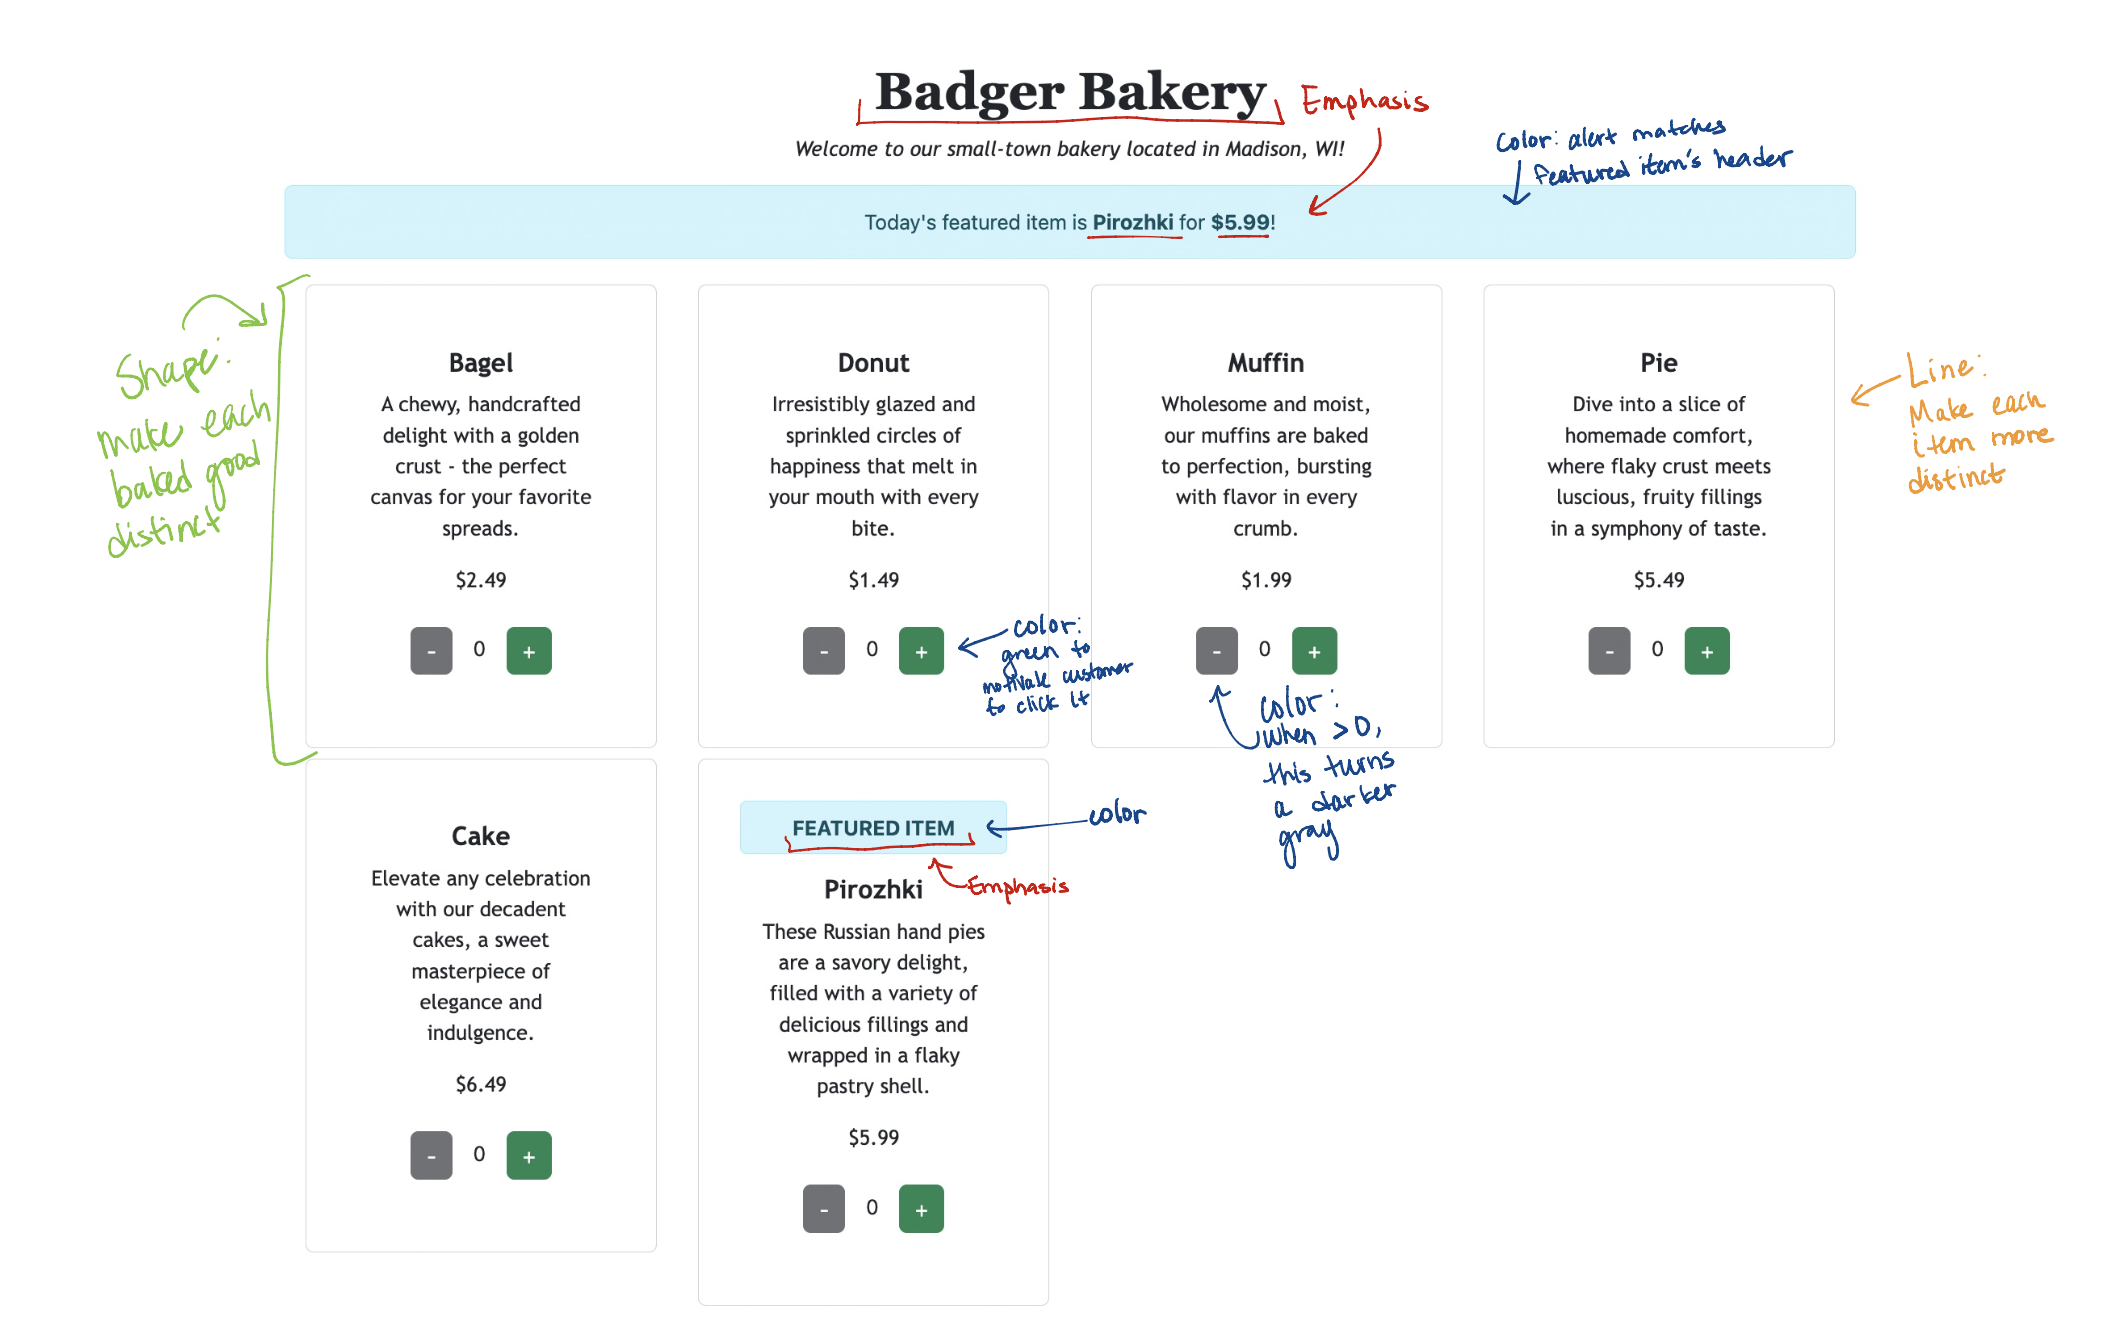 Badger Bakery
Emphasis
Welcome to our small-town bakery located in Madison, WI!
Color: alert matches
featured item's header
Today's featured item is Pirozhki for $5.99!
Shape:
make each
baked good
distinct
Bagel
A chewy, handcrafted
delight with a golden
crust - the perfect
canvas for your favorite
spreads.
$2.49
- 0 +
Donut
Irresistibly glazed and
sprinkled circles of
happiness that melt in
your mouth with every
bite.
$1.49
- 0 +
color:
green to
motivate customer
to click it
Muffin
Wholesome and moist,
our muffins are baked
to perfection, bursting
with flavor in every
crumb.
$1.99
- 0 +
color:
when >0,
this turns
a darker
gray
Pie
Dive into a slice of
homemade comfort,
where flaky crust meets
luscious, fruity fillings
in a symphony of taste.
$5.49
- 0 +
Line:
Make each
item more
distinct
Cake
Elevate any celebration
with our decadent
cakes, a sweet
masterpiece of
elegance and
indulgence.
$6.49
- 0 +
FEATURED ITEM
color
Emphasis
Pirozhki
These Russian hand pies
are a savory delight,
filled with a variety of
delicious fillings and
wrapped in a flaky
pastry shell.
$5.99
- 0 +